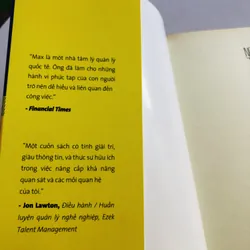 "Max là một nhà tâm lý quản lý
quốc tế. Ông đã làm cho những
hành vi phức tạp của con người
trở nên dễ hiểu và liên quan đến
công việc."
- Financial Times
"Một cuốn sách có tính giải trí,
giàu thông tin, và thức sự hữu ích
trong việc nâng cấp khả năng
quan sát và các mối quan hệ
của tôi."
- Jon Lawton, Điều hành / Huấn
luyện quản lý nghề nghiệp, Ezek
Talent Management